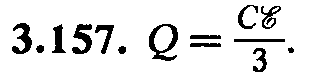 3.157. Q = Cℰ/3.